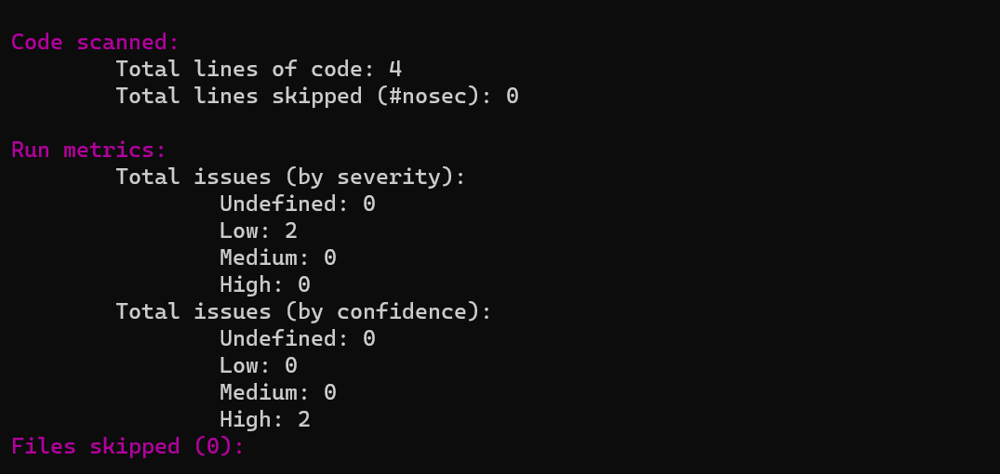 Code scanned:
Total lines of code: 4
Total lines skipped (#nosec): 0
Run metrics:
Total issues (by severity):
Undefined: 0
Low: 2
Medium: 0
High: 0
Total issues (by confidence):
Undefined: 0
Low: 0
Medium: 0
High: 2
Files skipped (0):